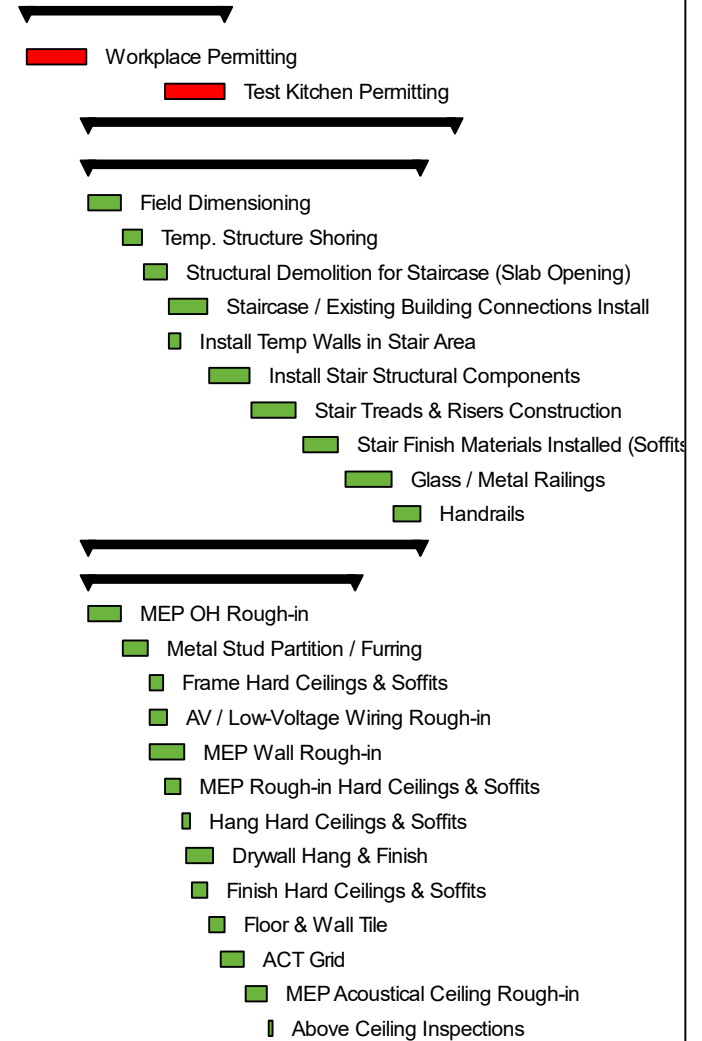 Workplace Permitting
Test Kitchen Permitting
Field Dimensioning
Temp. Structure Shoring
Structural Demolition for Staircase (Slab Opening)
Staircase / Existing Building Connections Install
Install Temp Walls in Stair Area
Install Stair Structural Components
Stair Treads & Risers Construction
Stair Finish Materials Installed (Soffits
Glass / Metal Railings
Handrails
MEP OH Rough-in
Metal Stud Partition / Furring
Frame Hard Ceilings & Soffits
AV / Low-Voltage Wiring Rough-in
MEP Wall Rough-in
MEP Rough-in Hard Ceilings & Soffits
Hang Hard Ceilings & Soffits
Drywall Hang & Finish
Finish Hard Ceilings & Soffits
Floor & Wall Tile
ACT Grid
MEP Acoustical Ceiling Rough-in
Above Ceiling Inspections